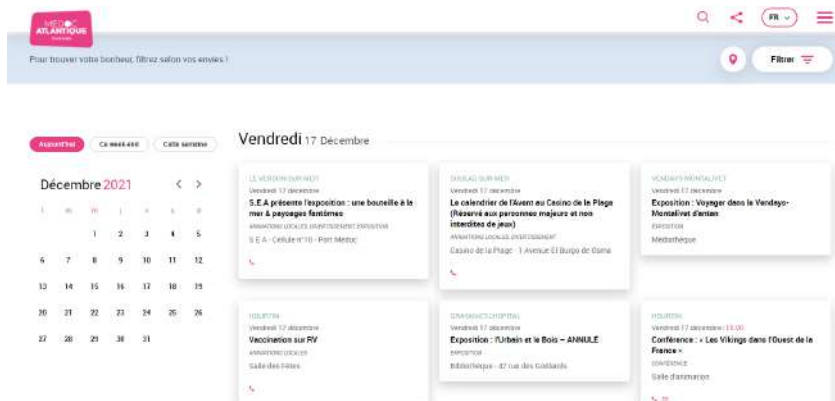 MÉDOC
ATLANTIQUE
FR
Pour trouver votre bonheur, filtrez selon vos envies !
Filtrer
Aujourd'hui
Ce week-end
Cette semaine
Vendredi 17 Décembre
Décembre 2021
l m m j v s d
1 2 3 4 5
6 7 8 9 10 11 12
13 14 15 16 17 18 19
20 21 22 23 24 25 26
27 28 29 30 31
LE VERDON-SUR-MER
Vendredi 17 décembre
S.E.A présente l'exposition : une bouteille à la
mer & paysages fantômes
ANIMATIONS LOCALES, DIVERTISSEMENT, EXPOSITION
S.E.A - Cellule n°10 - Port Médoc
SOULAC-SUR-MER
Vendredi 17 décembre
Le calendrier de l'Avent au Casino de la Plage
(Réservé aux personnes majeurs et non
interdites de jeux)
ANIMATIONS LOCALES, DIVERTISSEMENT
Casino de la Plage - 1 Avenue El Burgo de Osma
VENDAYS-MONTALIVET
Vendredi 17 décembre
Exposition : Voyager dans le Vendays-
Montalivet d'antan
EXPOSITION
Médiathèque
HOURTIN
Vendredi 17 décembre
Vaccination sur RV
ANIMATIONS LOCALES
Salle des Fêtes
Vendredi 17 décembre
Exposition : l'Urbain et le Bois – ANNULÉ
EXPOSITION
Bibliothèque - 47 rue des Goélands
HOURTIN
Vendredi 17 décembre
Conférence : « Les Vikings dans l'Ouest de la
France »
CONFÉRENCE
Salle d'animation